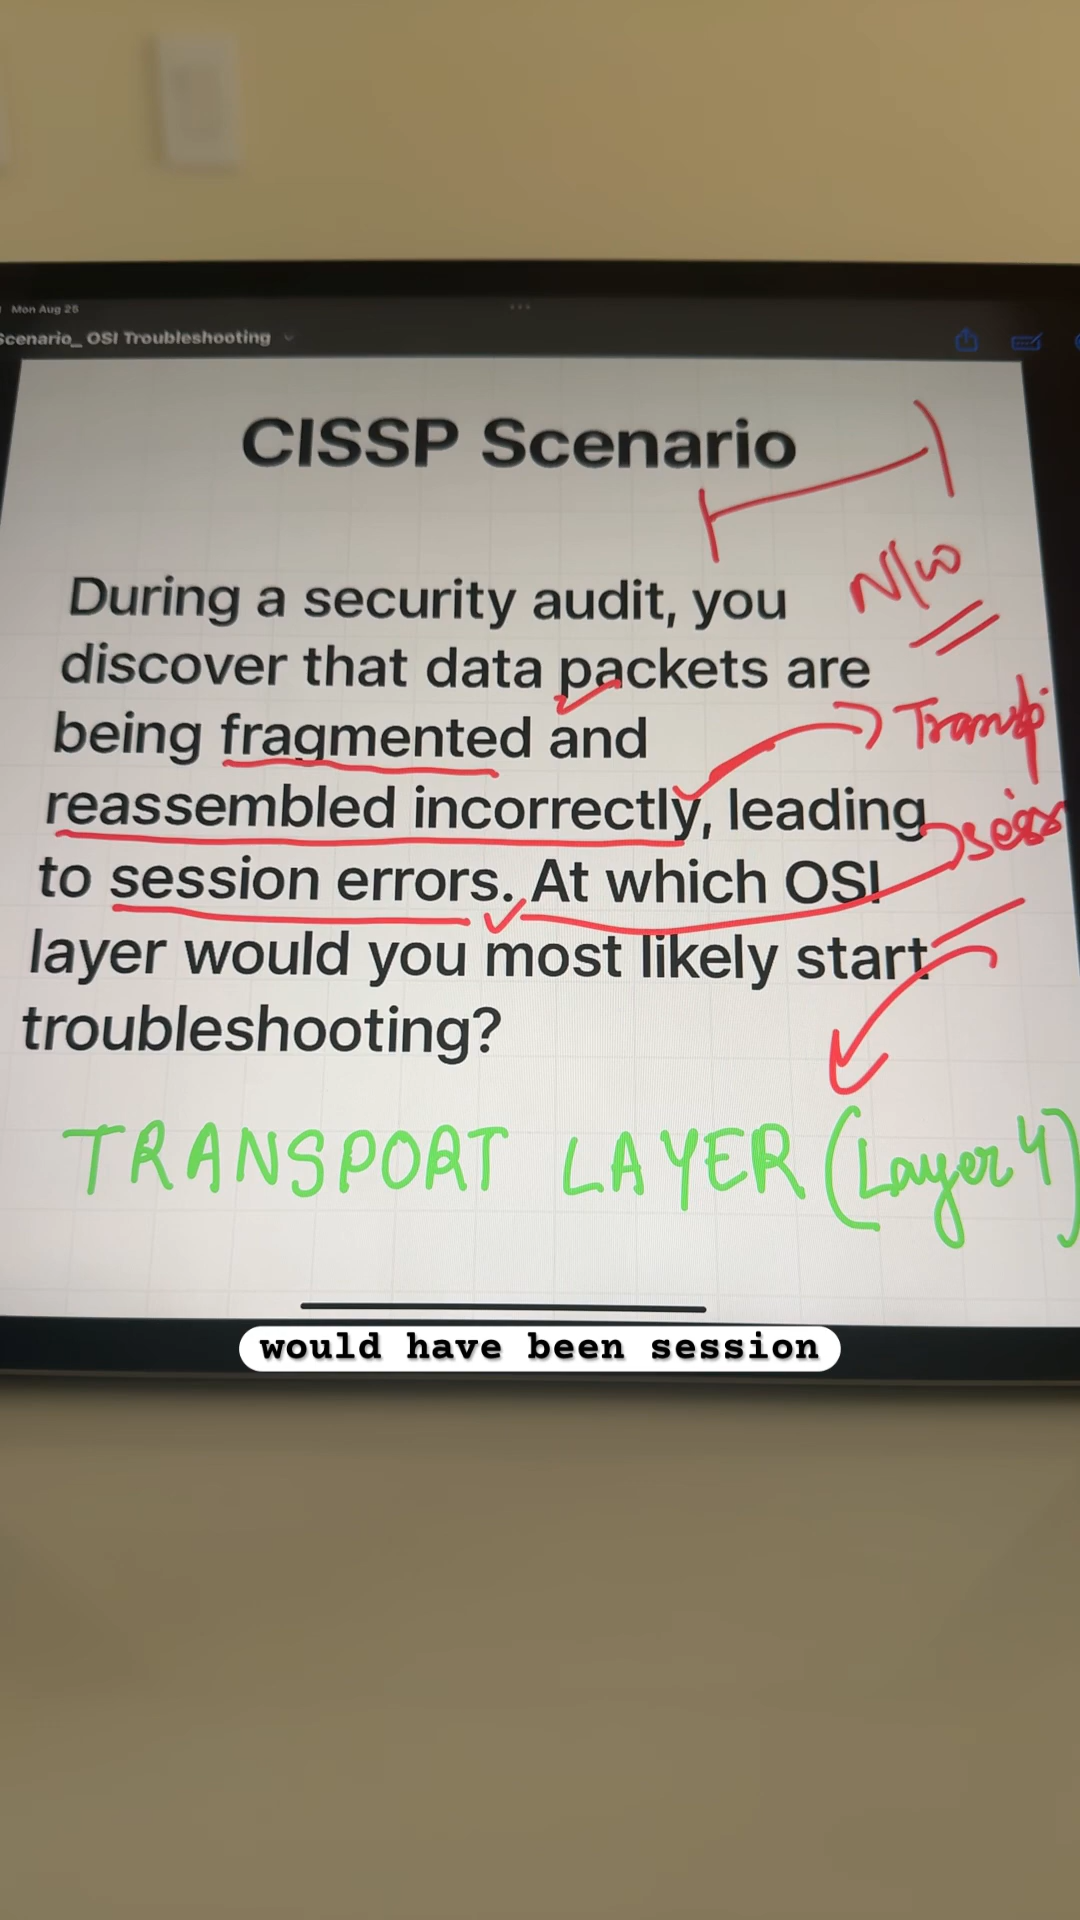 Mon Aug 25
Scenario_ OSI Troubleshooting
CISSP Scenario
During a security audit, you
discover that data packets are
being fragmented and
reassembled incorrectly, leading
to session errors. At which OSI
layer would you most likely start
troubleshooting?
N/W
Transp.
sess
TRANSPORT LAYER (Layer 4)
would have been session